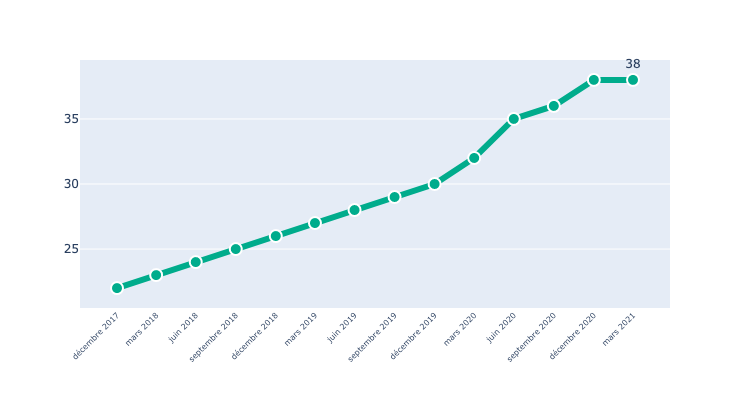 38
35
30
25
décembre 2017
mars 2018
juin 2018
septembre 2018
décembre 2018
mars 2019
juin 2019
septembre 2019
décembre 2019
mars 2020
juin 2020
septembre 2020
décembre 2020
mars 2021